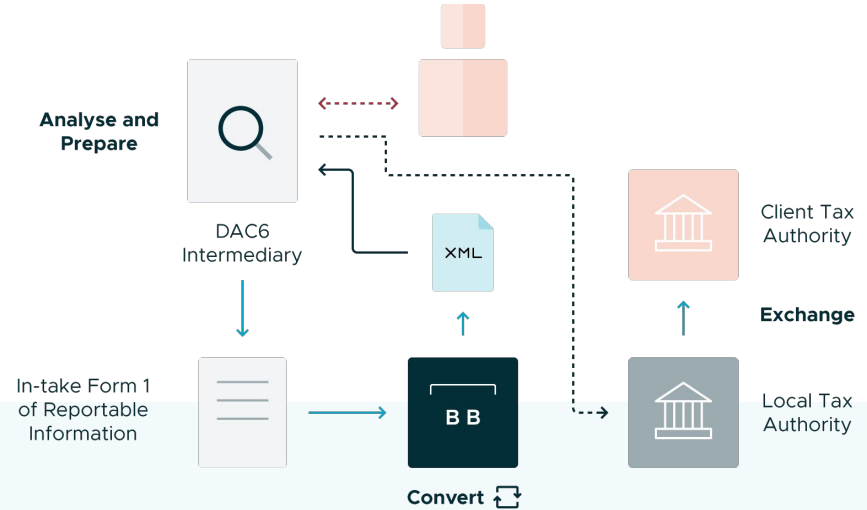 Analyse and
Prepare
DAC6
Intermediary
XML
Client Tax
Authority
Exchange
In-take Form 1
of Reportable
Information
B B
Local Tax
Authority
Convert